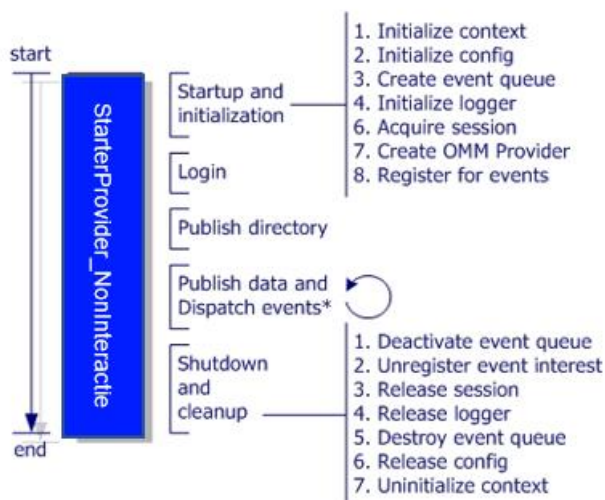 start
StarterProvider_NonInteractie
end
Startup and
initialization
1. Initialize context
2. Initialize config
3. Create event queue
4. Initialize logger
6. Acquire session
7. Create OMM Provider
8. Register for events
Login
Publish directory
Publish data and
Dispatch events*
Shutdown
and
cleanup
1. Deactivate event queue
2. Unregister event interest
3. Release session
4. Release logger
5. Destroy event queue
6. Release config
7. Uninitialize context